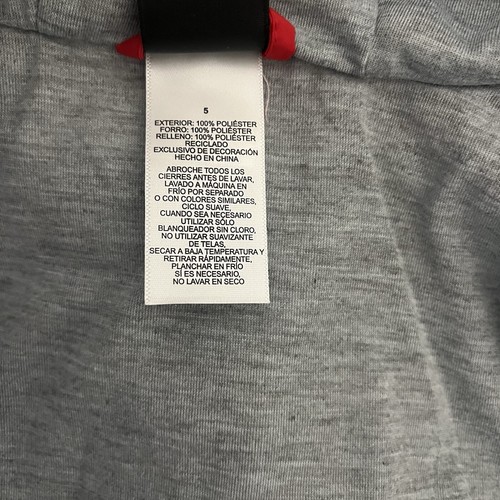 5
EXTERIOR: 100% POLIÉSTER
FORRO: 100% POLIÉSTER
RELLENO: 100% POLIÉSTER
RECICLADO
EXCLUSIVO DE DECORACIÓN
HECHO EN CHINA
ABROCHE TODOS LOS
CIERRES ANTES DE LAVAR,
LAVADO A MÁQUINA EN
FRÍO POR SEPARADO
O CON COLORES SIMILARES,
CICLO SUAVE,
CUANDO SEA NECESARIO
UTILIZAR SÓLO
BLANQUEADOR SIN CLORO,
NO UTILIZAR SUAVIZANTE
DE TELAS,
SECAR A BAJA TEMPERATURA Y
RETIRAR RÁPIDAMENTE,
PLANCHAR EN FRÍO
SÍ ES NECESARIO,
NO LAVAR EN SECO